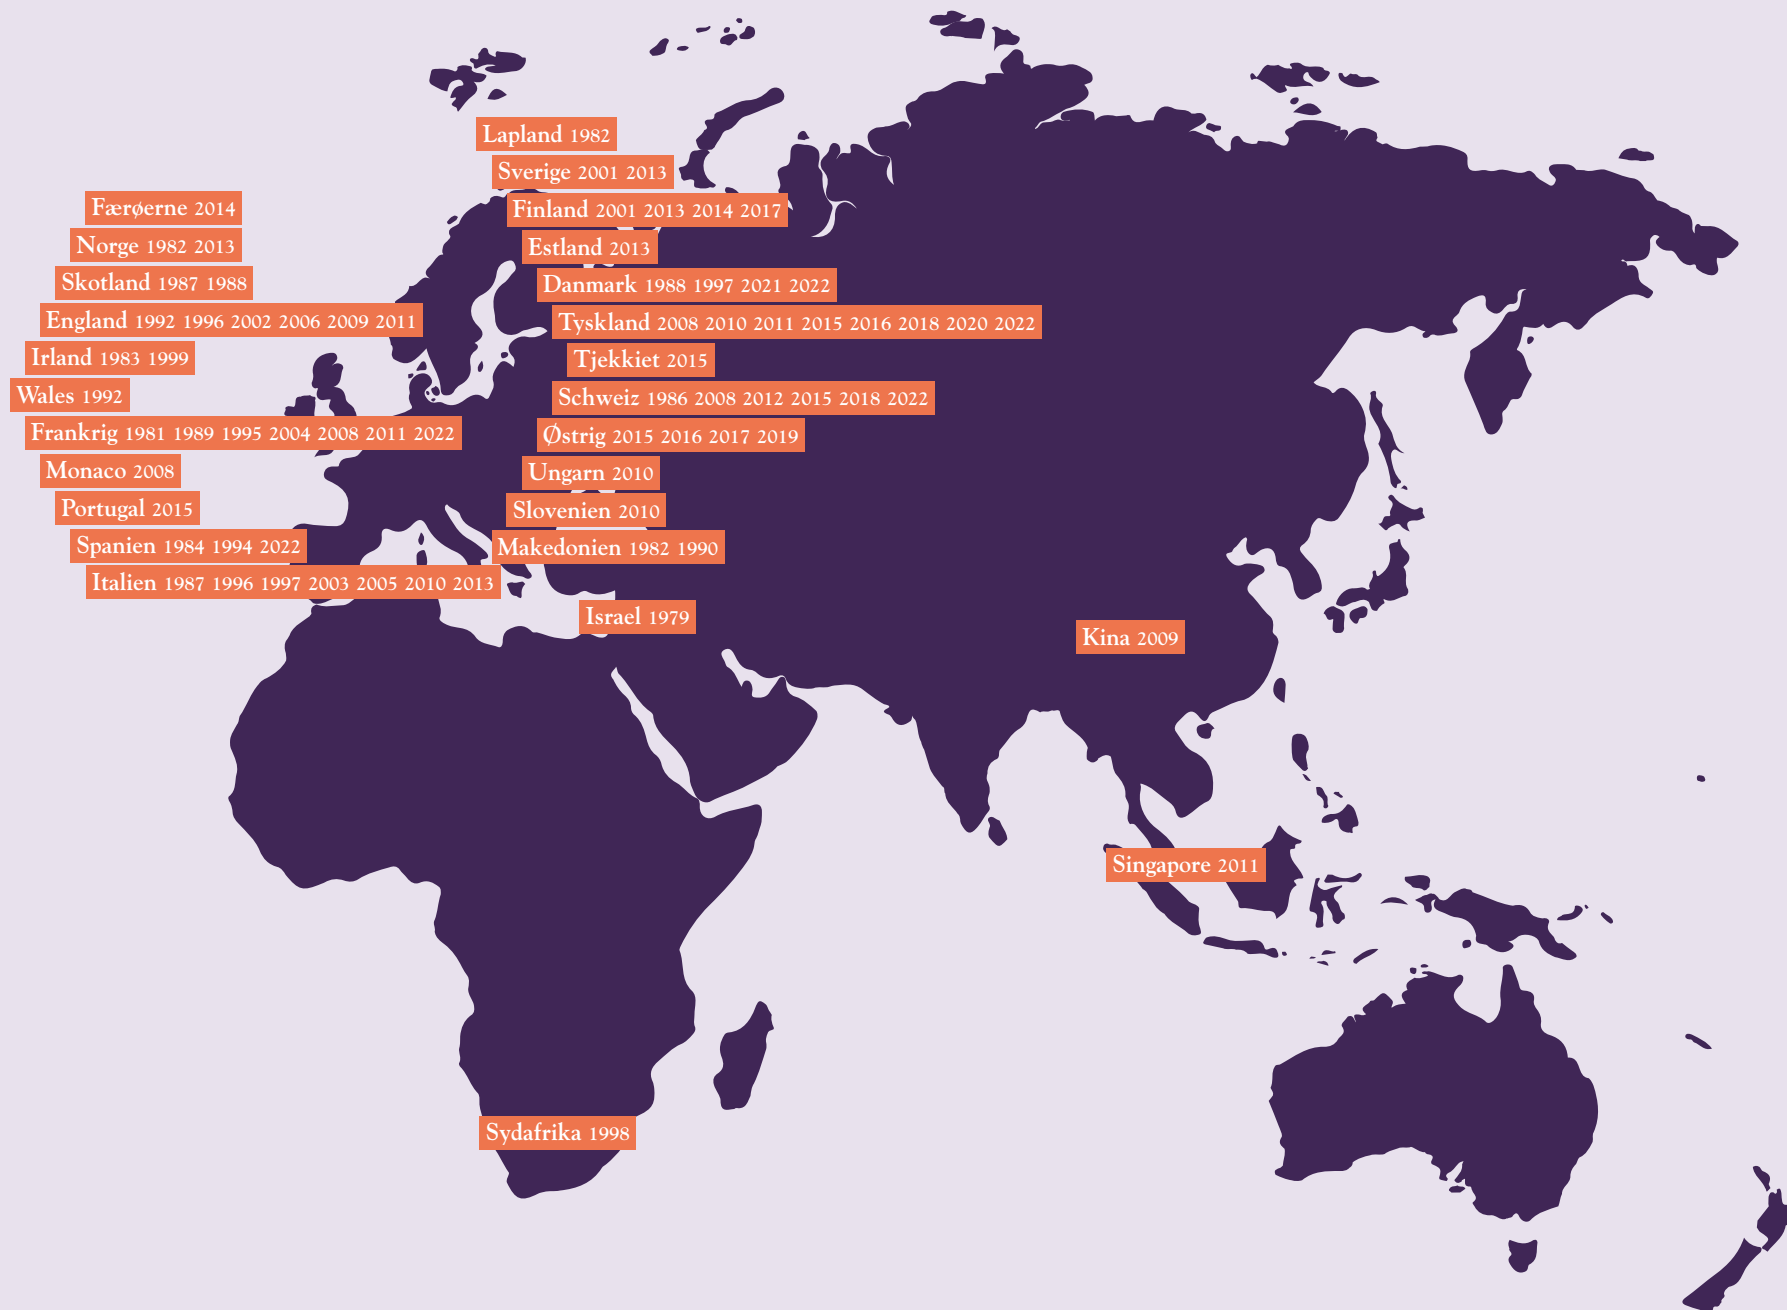 Færøerne 2014
Norge 1982 2013
Skotland 1987 1988
England 1992 1996 2002 2006 2009 2011
Irland 1983 1999
Wales 1992
Frankrig 1981 1989 1995 2004 2008 2011 2022
Monaco 2008
Portugal 2015
Spanien 1984 1994 2022
Italien 1987 1996 1997 2003 2005 2010 2013
Lapland 1982
Sverige 2001 2013
Finland 2001 2013 2014 2017
Estland 2013
Danmark 1988 1997 2021 2022
Tyskland 2008 2010 2011 2015 2016 2018 2020 2022
Tjekkiet 2015
Schweiz 1986 2008 2012 2015 2018 2022
Østrig 2015 2016 2017 2019
Ungarn 2010
Slovenien 2010
Makedonien 1982 1990
Israel 1979
Kina 2009
Singapore 2011
Sydafrika 1998